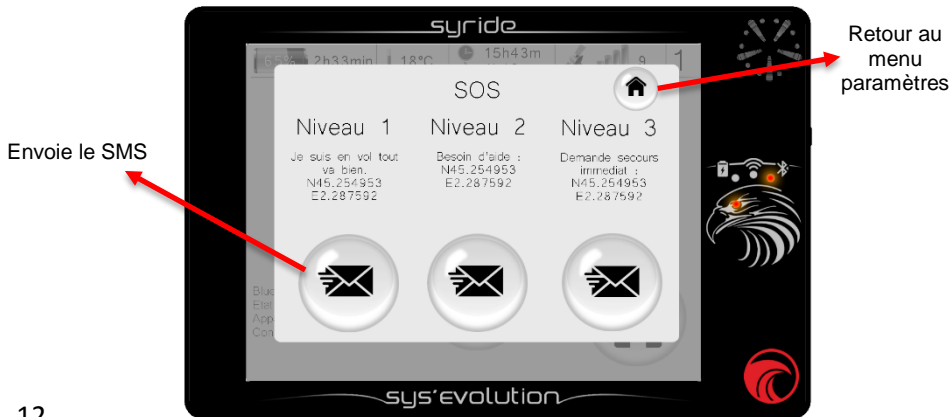 syride
2h33min
18°C
15h43m
9
1
Retour au
menu
paramètres
SOS
Niveau 1
Niveau 2
Niveau 3
Envoie le SMS
Je suis en vol tout
va bien.
N45.254953
E2.287592
Besoin d'aide :
N45.254953
E2.287592
Demande secours
immediat :
N45.254953
E2.287592
sys'evolution
12